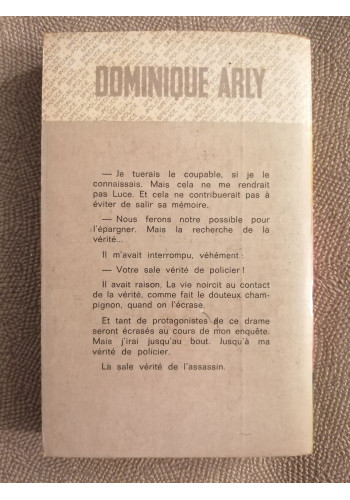 DOMINIQUE ARLY
— Je tuerais le coupable, si je le
connaissais. Mais cela ne me rendrait
pas Luce. Et cela ne contribuerait pas à
éviter de salir sa mémoire.
— Nous ferons notre possible pour
l'épargner. Mais la recherche de la
vérité...
Il m'avait interrompu, véhément :
— Votre sale vérité de policier !
Il avait raison. La vie noircit au contact
de la vérité, comme fait le douteux cham-
pignon, quand on l'écrase.
Et tant de protagonistes de ce drame
seront écrasés au cours de mon enquête.
Mais j'irai jusqu'au bout. Jusqu'à ma
vérité de policier.
La sale vérité de l'assassin.